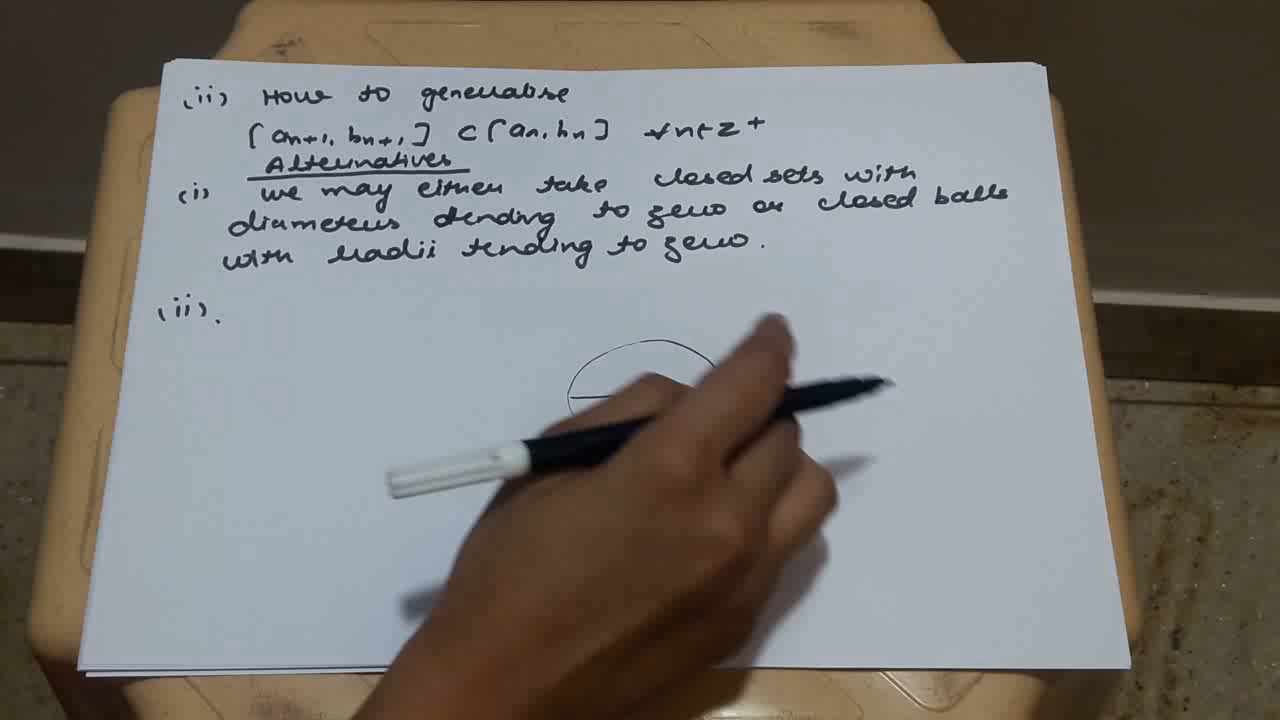 (ii) How to generalise
[an+1, bn+1] ⊂ [an, bn] ∀n∈Z+
Alternatives
(i) we may either take closed sets with
diameters tending to zero or closed balls
with radii tending to zero.
(ii).